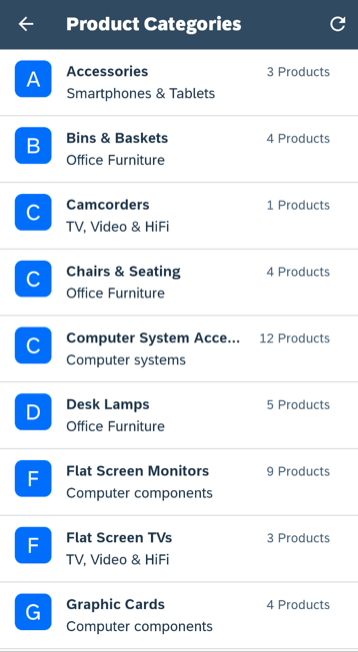 Product Categories
A
Accessories
3 Products
Smartphones & Tablets
B
Bins & Baskets
4 Products
Office Furniture
C
Camcorders
1 Products
TV, Video & HiFi
C
Chairs & Seating
4 Products
Office Furniture
C
Computer System Acce...
12 Products
Computer systems
D
Desk Lamps
5 Products
Office Furniture
F
Flat Screen Monitors
9 Products
Computer components
F
Flat Screen TVs
3 Products
TV, Video & HiFi
G
Graphic Cards
4 Products
Computer components